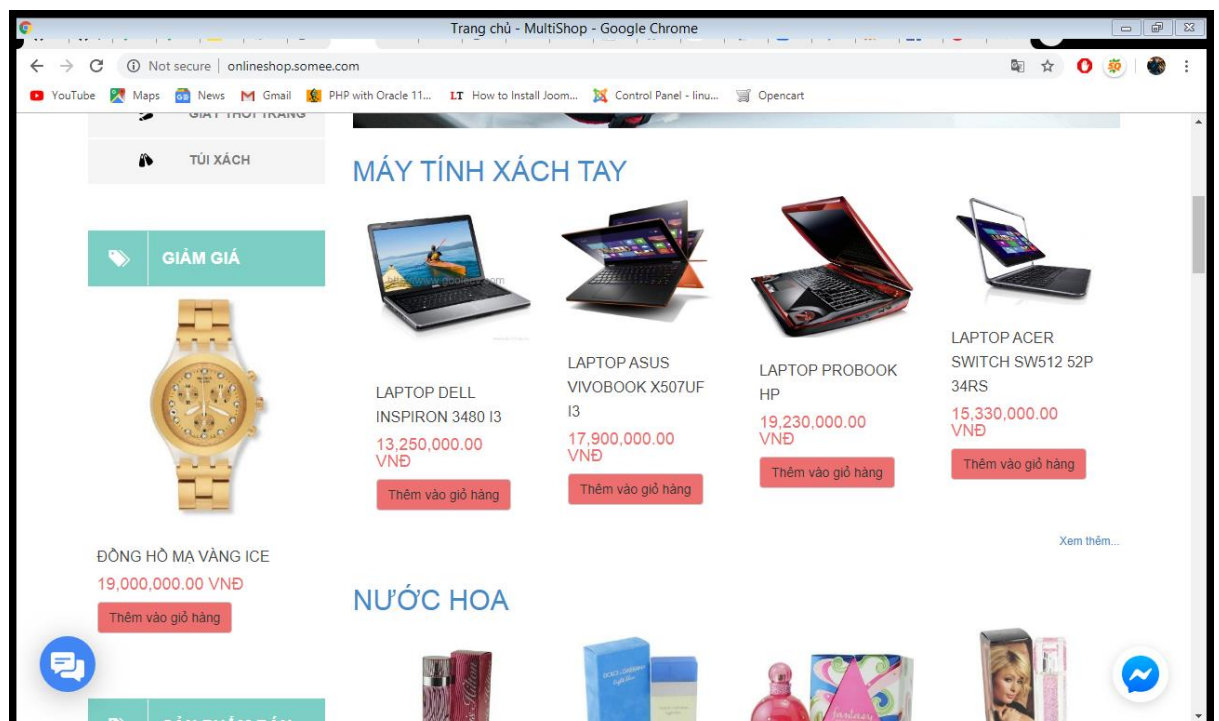 Trang chủ - MultiShop - Google Chrome
Not secure | onlineshop.somee.com
YouTube Maps News Gmail PHP with Oracle 11... How to Install Joom... Control Panel - linu... Opencart
GIÀY THỜI TRANG
TÚI XÁCH
GIẢM GIÁ
ĐỒNG HỒ MẠ VÀNG ICE
19,000,000.00 VNĐ
Thêm vào giỏ hàng
MÁY TÍNH XÁCH TAY
LAPTOP DELL
INSPIRON 3480 I3
13,250,000.00
VNĐ
Thêm vào giỏ hàng
LAPTOP ASUS
VIVOBOOK X507UF
I3
17,900,000.00
VNĐ
Thêm vào giỏ hàng
LAPTOP PROBOOK
HP
19,230,000.00
VNĐ
Thêm vào giỏ hàng
LAPTOP ACER
SWITCH SW512 52P
34RS
15,330,000.00
VNĐ
Thêm vào giỏ hàng
Xem thêm...
NƯỚC HOA